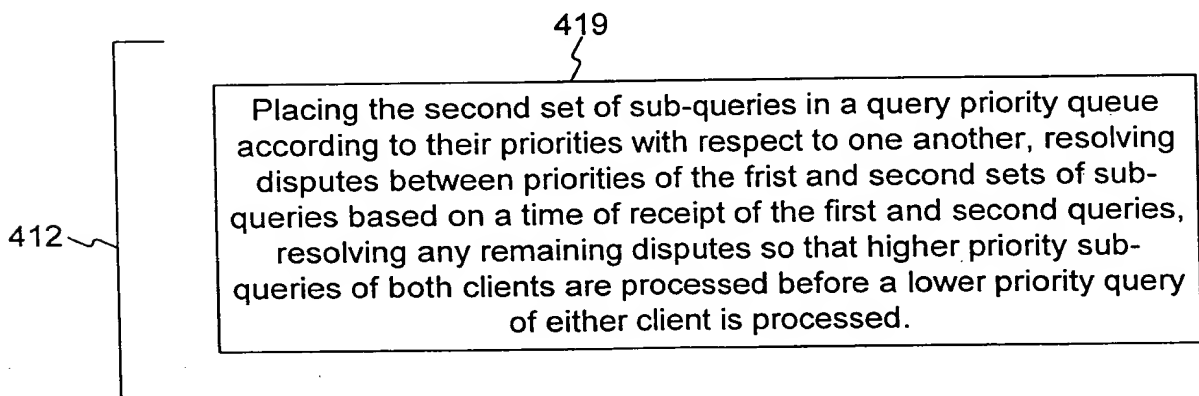 419
Placing the second set of sub-queries in a query priority queue
according to their priorities with respect to one another, resolving
disputes between priorities of the frist and second sets of sub-
queries based on a time of receipt of the first and second queries,
resolving any remaining disputes so that higher priority sub-
queries of both clients are processed before a lower priority query
of either client is processed.
412